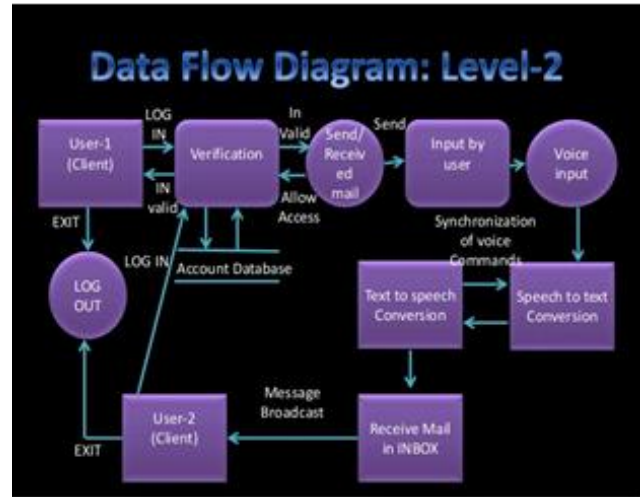 Data Flow Diagram: Level-2
User-1
(Client)
LOG
IN
IN
valid
Verification
In
Valid
Allow
Access
Send/
Receiv
ed
mail
Send
Input by
user
Voice
input
EXIT
LOG IN
Account Database
Synchronization
of voice
Commands
LOG
OUT
Text to speech
Conversion
Speech to text
Conversion
User-2
(Client)
Message
Broadcast
Receive Mail
in INBOX
EXIT